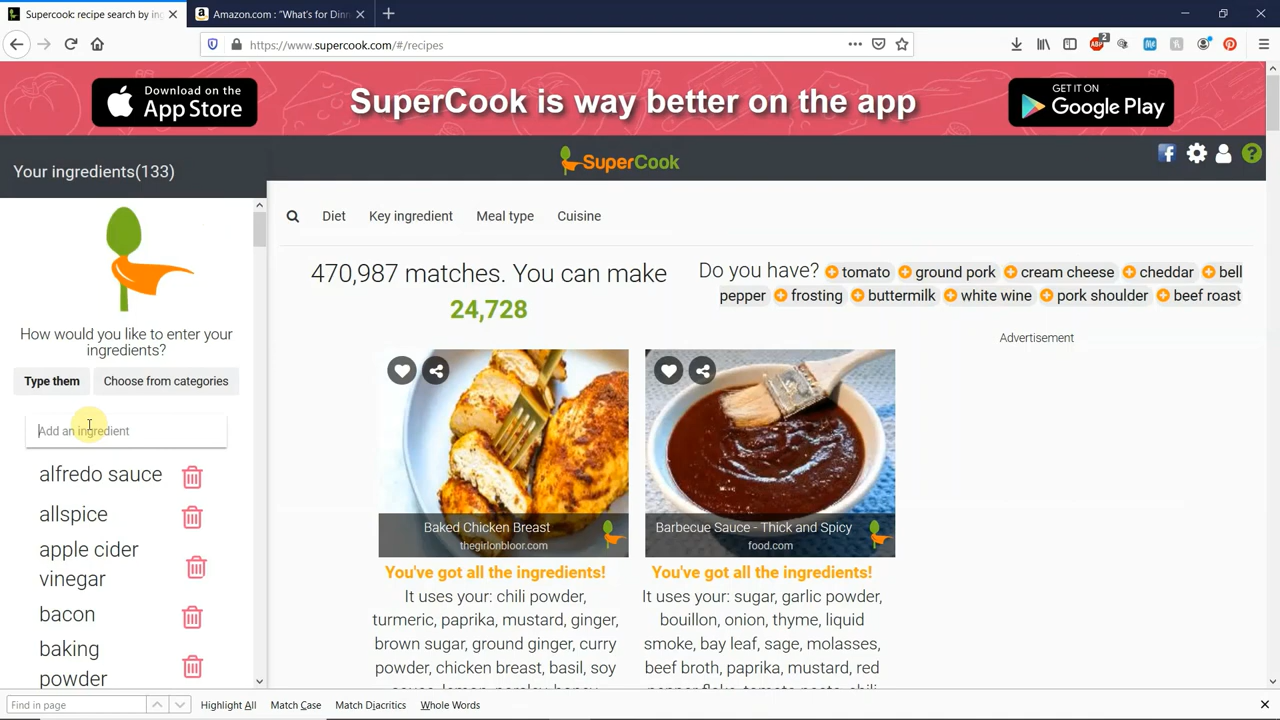 Supercook: recipe search by ing
Amazon.com : "What's for Dinn
https://www.supercook.com/#/recipes
2
Download on the
App Store
SuperCook is way better on the app
GET IT ON
Google Play
Your ingredients(133)
SuperCook
Diet
Key ingredient
Meal type
Cuisine
470,987 matches. You can make
24,728
Do you have? tomato ground pork cream cheese cheddar bell
pepper frosting buttermilk white wine pork shoulder beef roast
Advertisement
How would you like to enter your
ingredients?
Type them
Choose from categories
Add an ingredient
alfredo sauce
allspice
apple cider
vinegar
bacon
baking
powder
Baked Chicken Breast
thegirlonbloor.com
You've got all the ingredients!
It uses your: chili powder,
turmeric, paprika, mustard, ginger,
brown sugar, ground ginger, curry
powder, chicken breast, basil, soy
Barbecue Sauce - Thick and Spicy
food.com
You've got all the ingredients!
It uses your: sugar, garlic powder,
bouillon, onion, thyme, liquid
smoke, bay leaf, sage, molasses,
beef broth, paprika, mustard, red
Find in page
Highlight All
Match Case
Match Diacritics
Whole Words